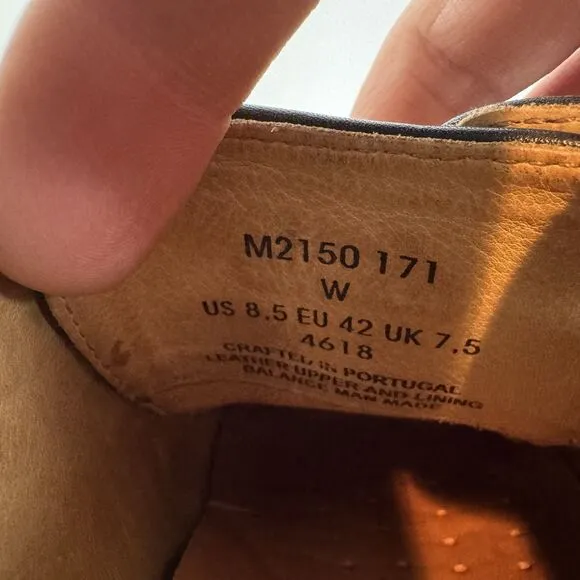 M2150 171
W
US 8.5 EU 42 UK 7.5
4618
CRAFTED IN PORTUGAL
LEATHER UPPER AND LINING
BALANCE MAN MADE